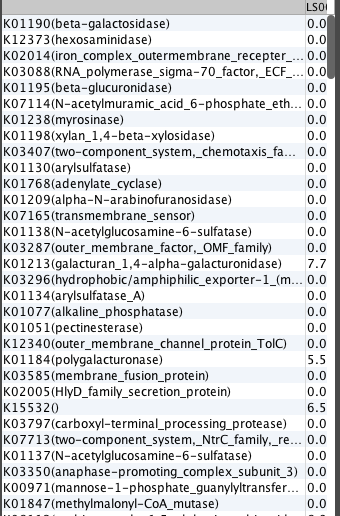 LS0
K01190(beta-galactosidase) 0.0
K12373(hexosaminidase) 0.0
K02014(iron_complex_outermembrane_recepter_... 0.0
K03088(RNA_polymerase_sigma-70_factor,_ECF_... 0.0
K01195(beta-glucuronidase) 0.0
K07114(N-acetylmuramic_acid_6-phosphate_eth... 0.0
K01238(myrosinase) 0.0
K01198(xylan_1,4-beta-xylosidase) 0.0
K03407(two-component_system,_chemotaxis_fa... 0.0
K01130(arylsulfatase) 0.0
K01768(adenylate_cyclase) 0.0
K01209(alpha-N-arabinofuranosidase) 0.0
K07165(transmembrane_sensor) 0.0
K01138(N-acetylglucosamine-6-sulfatase) 0.0
K03287(outer_membrane_factor,_OMF_family) 0.0
K01213(galacturan_1,4-alpha-galacturonidase) 7.7
K03296(hydrophobic/amphiphilic_exporter-1_(m... 0.0
K01134(arylsulfatase_A) 0.0
K01077(alkaline_phosphatase) 0.0
K01051(pectinesterase) 0.0
K12340(outer_membrane_channel_protein_TolC) 0.0
K01184(polygalacturonase) 5.5
K03585(membrane_fusion_protein) 0.0
K02005(HlyD_family_secretion_protein) 0.0
K15532() 6.5
K03797(carboxyl-terminal_processing_protease) 0.0
K07713(two-component_system,_NtrC_family,_re... 0.0
K01137(N-acetylglucosamine-6-sulfatase) 0.0
K03350(anaphase-promoting_complex_subunit_3) 0.0
K00971(mannose-1-phosphate_guanylyltransfer... 0.0
K01847(methylmalonyl-CoA_mutase) 0.0